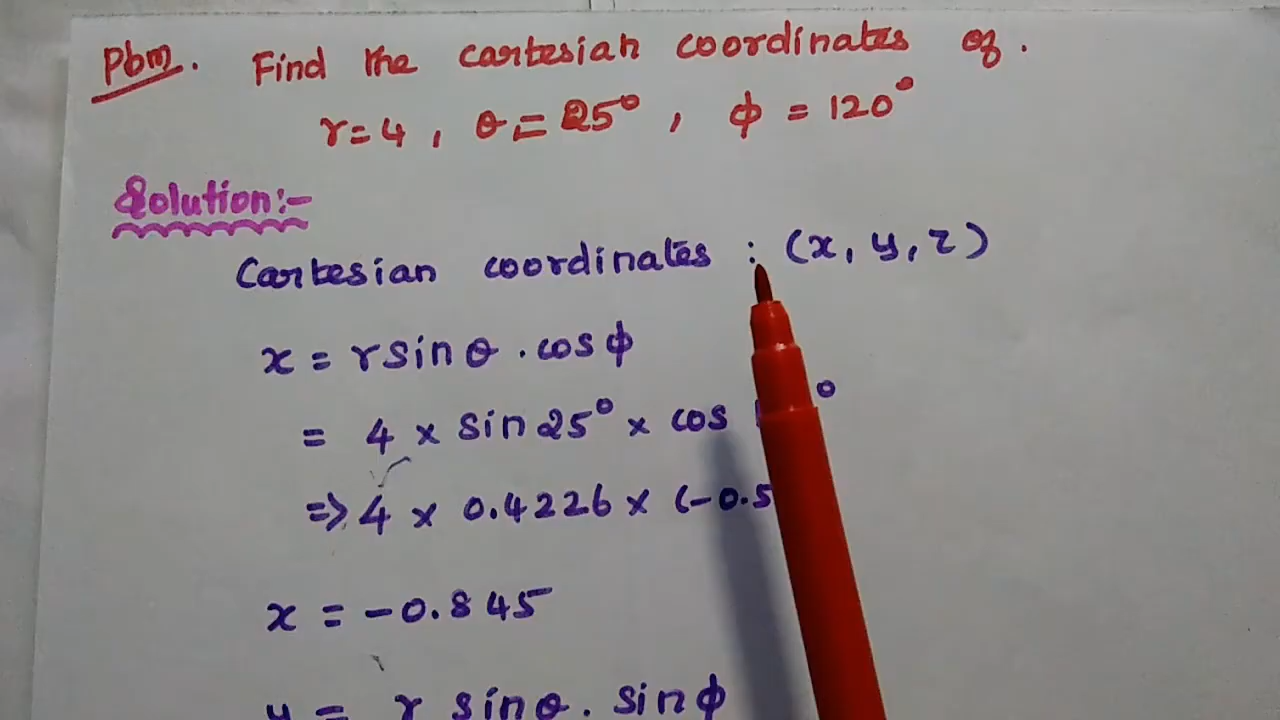 Pbm. Find the cartesian coordinates of.
r=4, θ=25°, ϕ=120°
Solution:-
Cartesian coordinates : (x, y, z)
x = r sin θ . cos ϕ
= 4 × sin 25° × cos °
=> 4 × 0.4226 × (-0.5
x = -0.845
y = r sin θ . sin ϕ